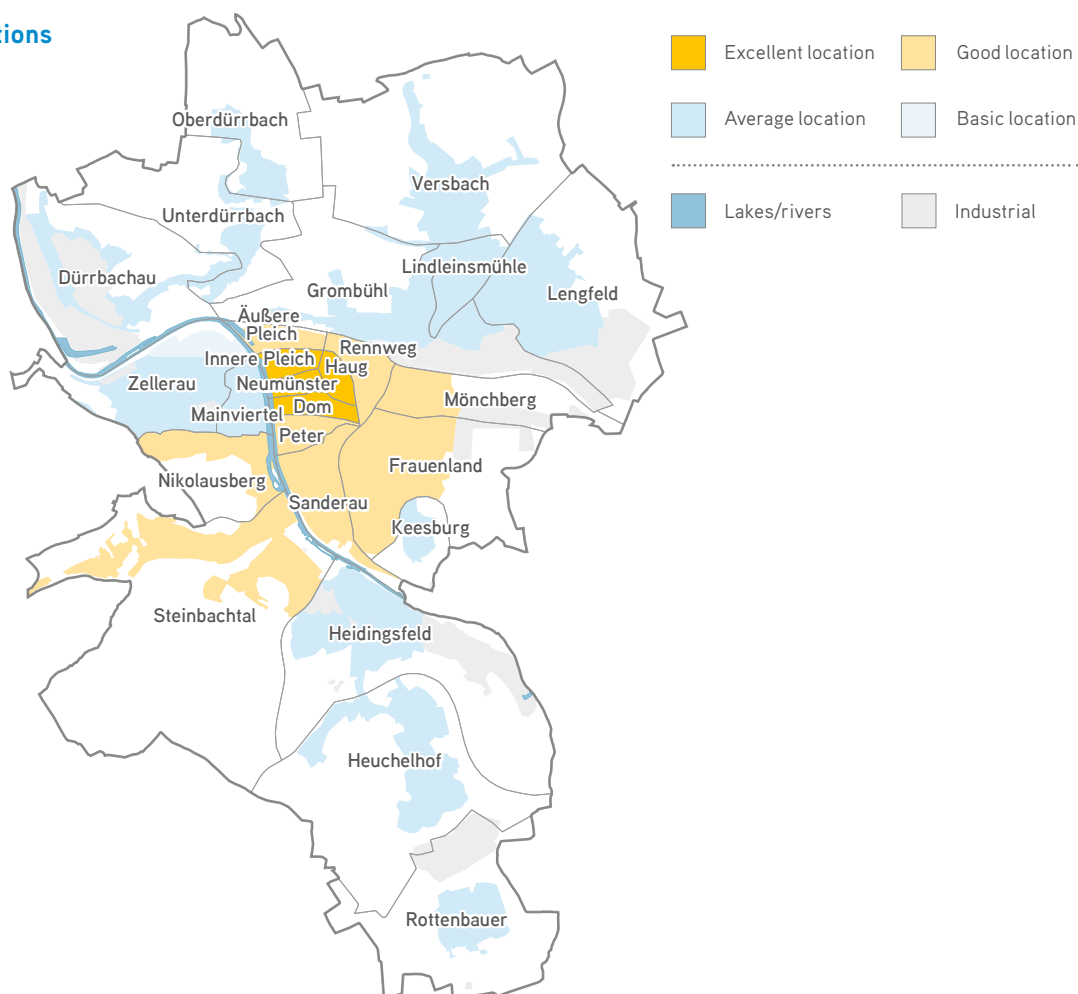 tions
Excellent location
Good location
Average location
Basic location
Lakes/rivers
Industrial
Oberdürrbach
Versbach
Unterdürrbach
Dürrbachau
Lindleinsmühle
Grombühl
Lengfeld
Äußere
Pleich
Rennweg
Innere Pleich
Haug
Zellerau
Neumünster
Mönchberg
Mainviertel
Dom
Peter
Frauenland
Nikolausberg
Sanderau
Keesburg
Steinbachtal
Heidingsfeld
Heuchelhof
Rottenbauer